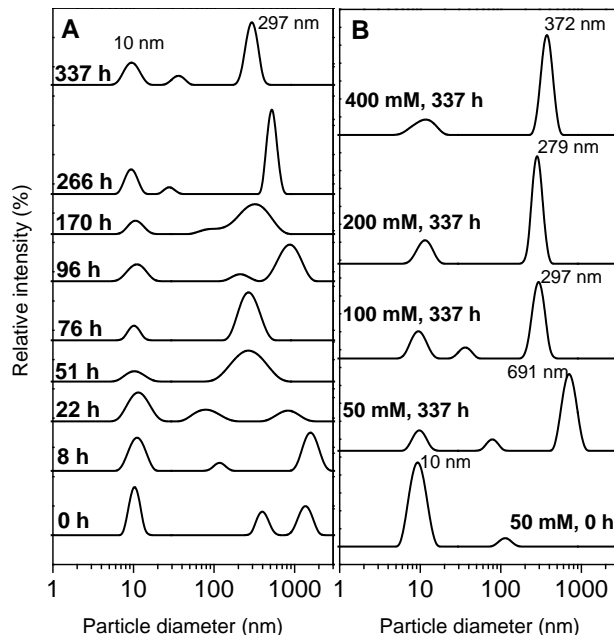 A
10 nm
297 nm
337 h
266 h
170 h
96 h
76 h
51 h
22 h
8 h
0 h
1 10 100 1000
Particle diameter (nm)
Relative intensity (%)
B
372 nm
400 mM, 337 h
279 nm
200 mM, 337 h
297 nm
100 mM, 337 h
691 nm
50 mM, 337 h
10 nm
50 mM, 0 h
1 10 100 1000
Particle diameter (nm)